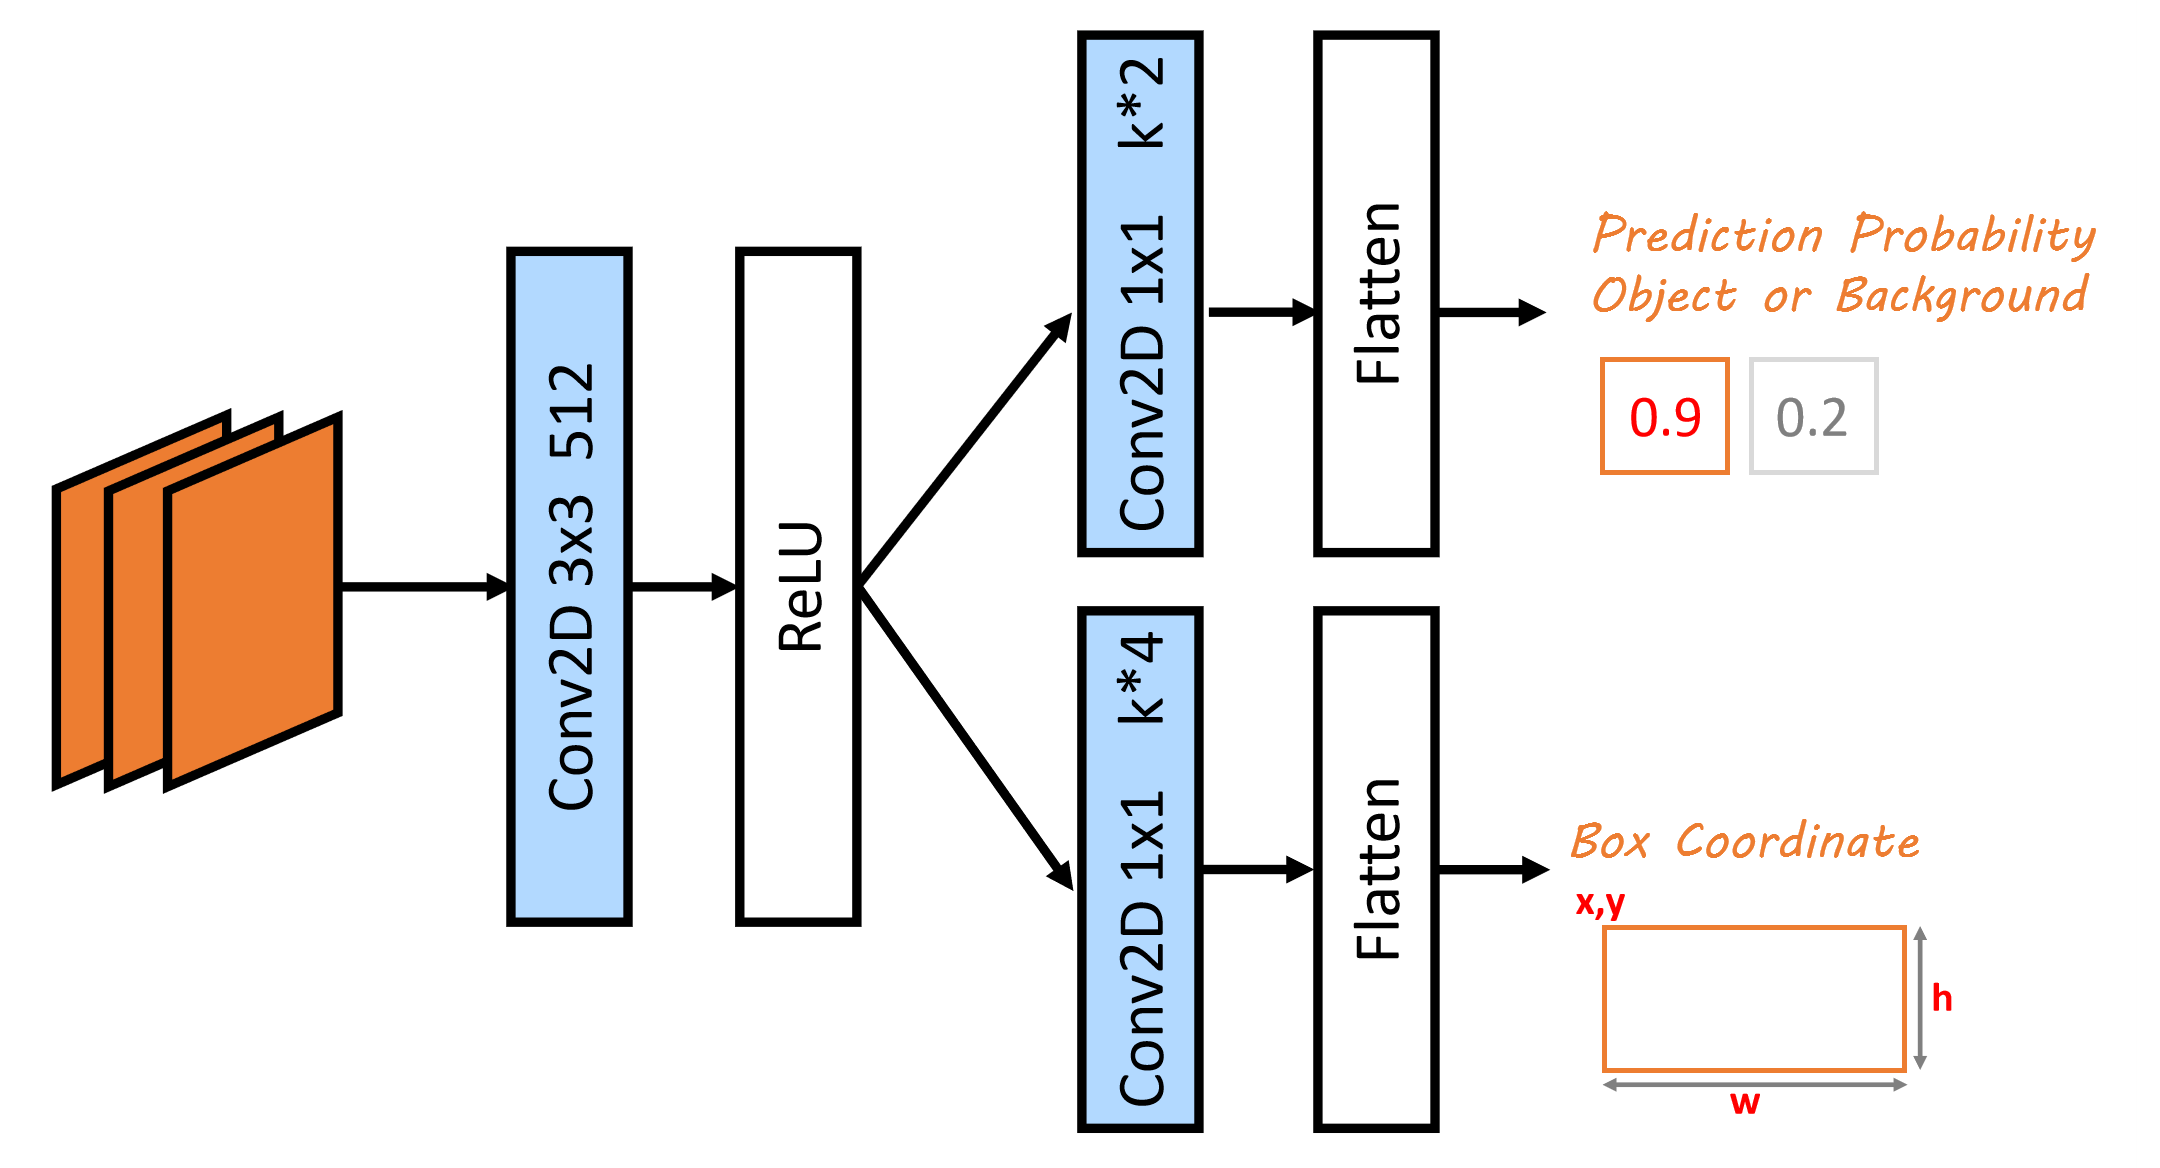 Conv2D 3x3 512
ReLU
Conv2D 1x1 k*2
Flatten
Prediction Probability
Object or Background
0.9 0.2
Conv2D 1x1 k*4
Flatten
Box Coordinate
x,y
h
w